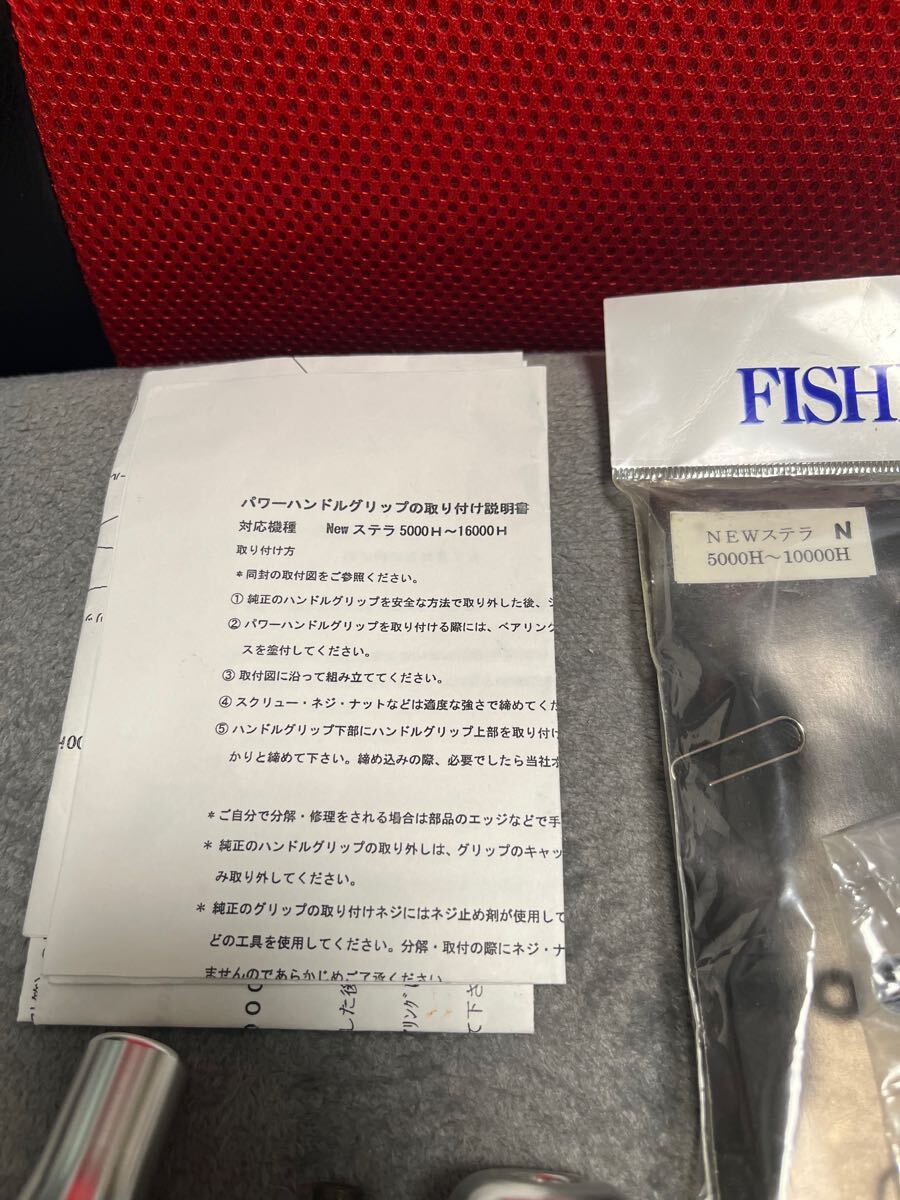 パワーハンドルグリップの取り付け説明書
対応機種 New ステラ 5000H～16000H
取り付け方
＊同封の取付図をご参照ください。
① 純正のハンドルグリップを安全な方法で取り外した後、
② パワーハンドルグリップを取り付ける際には、ベアリング
スを塗付してください。
③ 取付図に沿って組み立ててください。
④ スクリュー・ネジ・ナットなどは適度な強さで締めてくだ
⑤ ハンドルグリップ下部にハンドルグリップ上部を取り付け
かりと締めて下さい。締め込みの際、必要でしたら当社オ
＊ご自分で分解・修理をされる場合は部品のエッジなどで手
＊ 純正のハンドルグリップの取り外しは、グリップのキャッ
み取り外してください。
＊ 純正のグリップの取り付けネジにはネジ止め剤が使用して
どの工具を使用してください。分解・取付の際にネジ・ナ
ませんのであらかじめご了承ください
した後
リング
て下さ
FISH
NEWステラ N
5000H～10000H